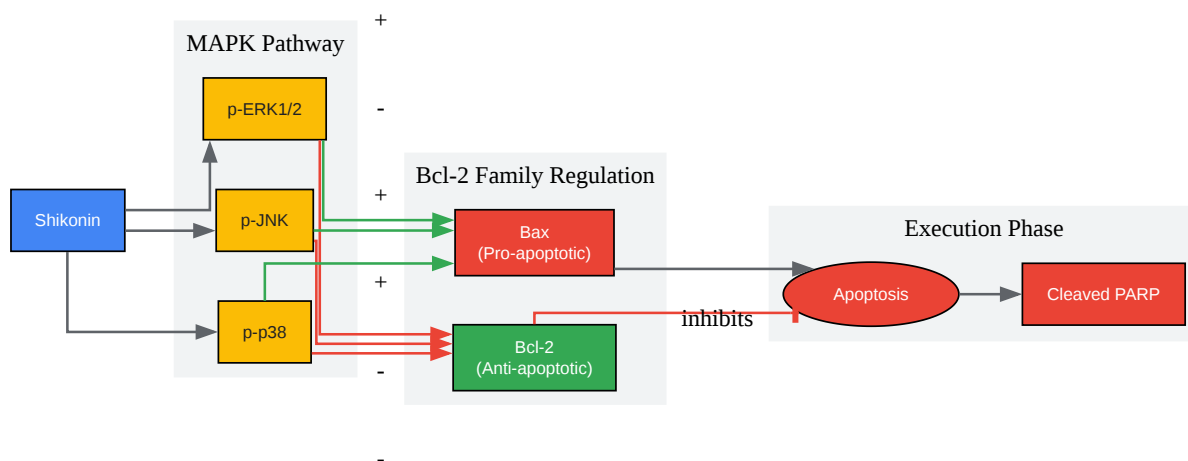 +
MAPK Pathway
p-ERK1/2
-
Bcl-2 Family Regulation
+
p-JNK
Shikonin
Bax
(Pro-apoptotic)
Execution Phase
+
Apoptosis
Cleaved PARP
inhibits
p-p38
Bcl-2
(Anti-apoptotic)
-
-